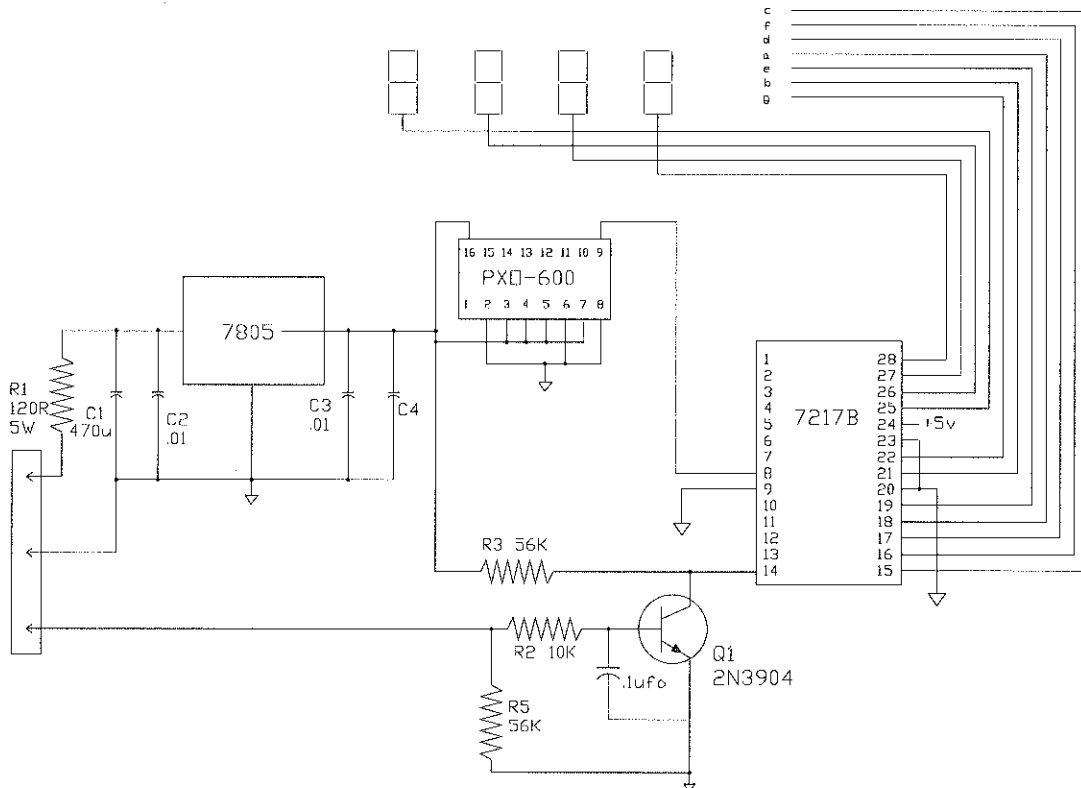 c
f
d
a
e
b
g
16 15 14 13 12 11 10 9
PXO-600
1 2 3 4 5 6 7 8
7805
R1
120R
5W
C1
470u
C2
.01
C3
.01
C4
7217B
1
2
3
4
5
6
7
8
9
10
11
12
13
14
28
27
26
25
24
23
22
21
20
19
18
17
16
15
+5v
R3 56K
R2 10K
.1ufo
Q1
2N3904
R5
56K